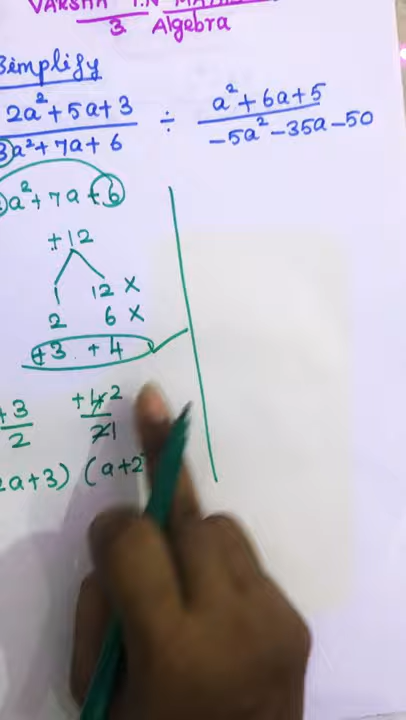 3. Algebra
Simplify
2a²+5a+3 / 3a²+7a+6 ÷ a²+6a+5 / -5a²-35a-50
a²+7a+6
+12
1 12 X
2 6 X
+3 +4 ✓
+3/2 +4 2/2 1
2a+3) (a+2